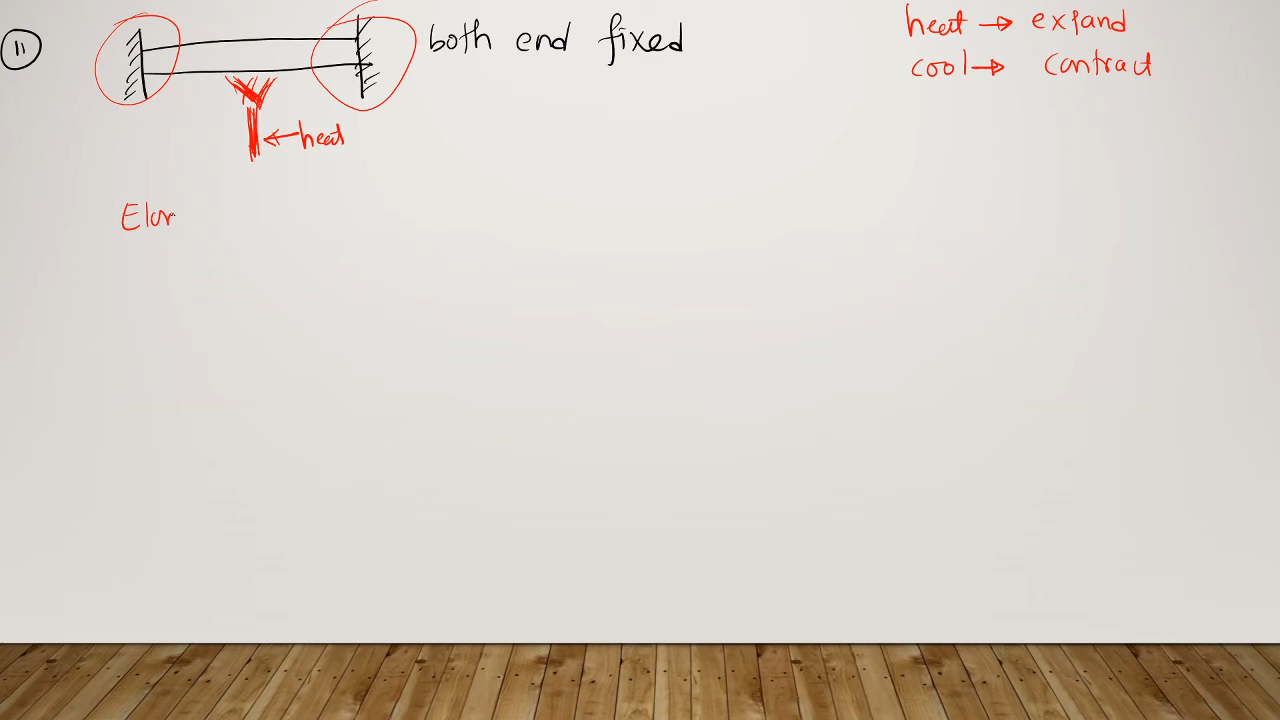 11 both end fixed
heat → expand
cool → contract
← heat
Elon